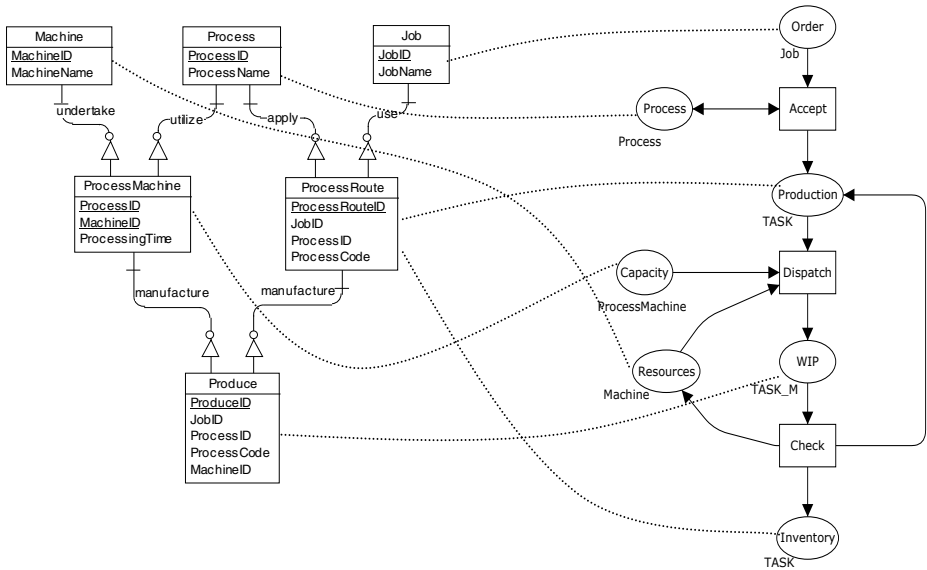 Machine
MachineID
MachineName
Process
ProcessID
ProcessName
Job
JobID
JobName
undertake
utilize
apply
use
ProcessMachine
ProcessID
MachineID
ProcessingTime
ProcessRoute
ProcessRouteID
JobID
ProcessID
ProcessCode
manufacture
manufacture
Produce
ProduceID
JobID
ProcessID
ProcessCode
MachineID
Order
Job
Process
Process
Accept
Production
TASK
Capacity
ProcessMachine
Dispatch
Resources
Machine
WIP
TASK_M
Check
Inventory
TASK